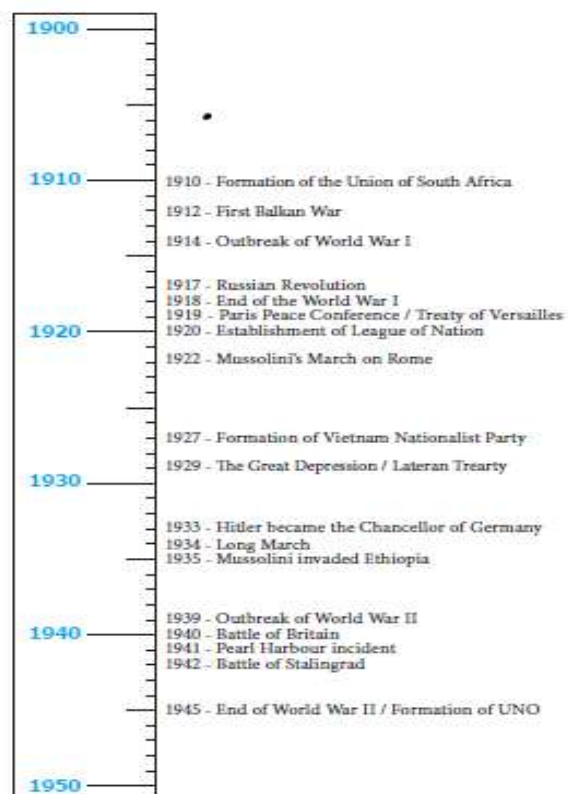 1900
1910
1910 - Formation of the Union of South Africa
1912 - First Balkan War
1914 - Outbreak of World War I
1917 - Russian Revolution
1918 - End of the World War I
1919 - Paris Peace Conference / Treaty of Versailles
1920
1920 - Establishment of League of Nation
1922 - Mussolini's March on Rome
1927 - Formation of Vietnam Nationalist Party
1929 - The Great Depression / Lateran Trearty
1930
1933 - Hitler became the Chancellor of Germany
1934 - Long March
1935 - Mussolini invaded Ethiopia
1939 - Outbreak of World War II
1940
1940 - Battle of Britain
1941 - Pearl Harbour incident
1942 - Battle of Stalingrad
1945 - End of World War II / Formation of UNO
1950